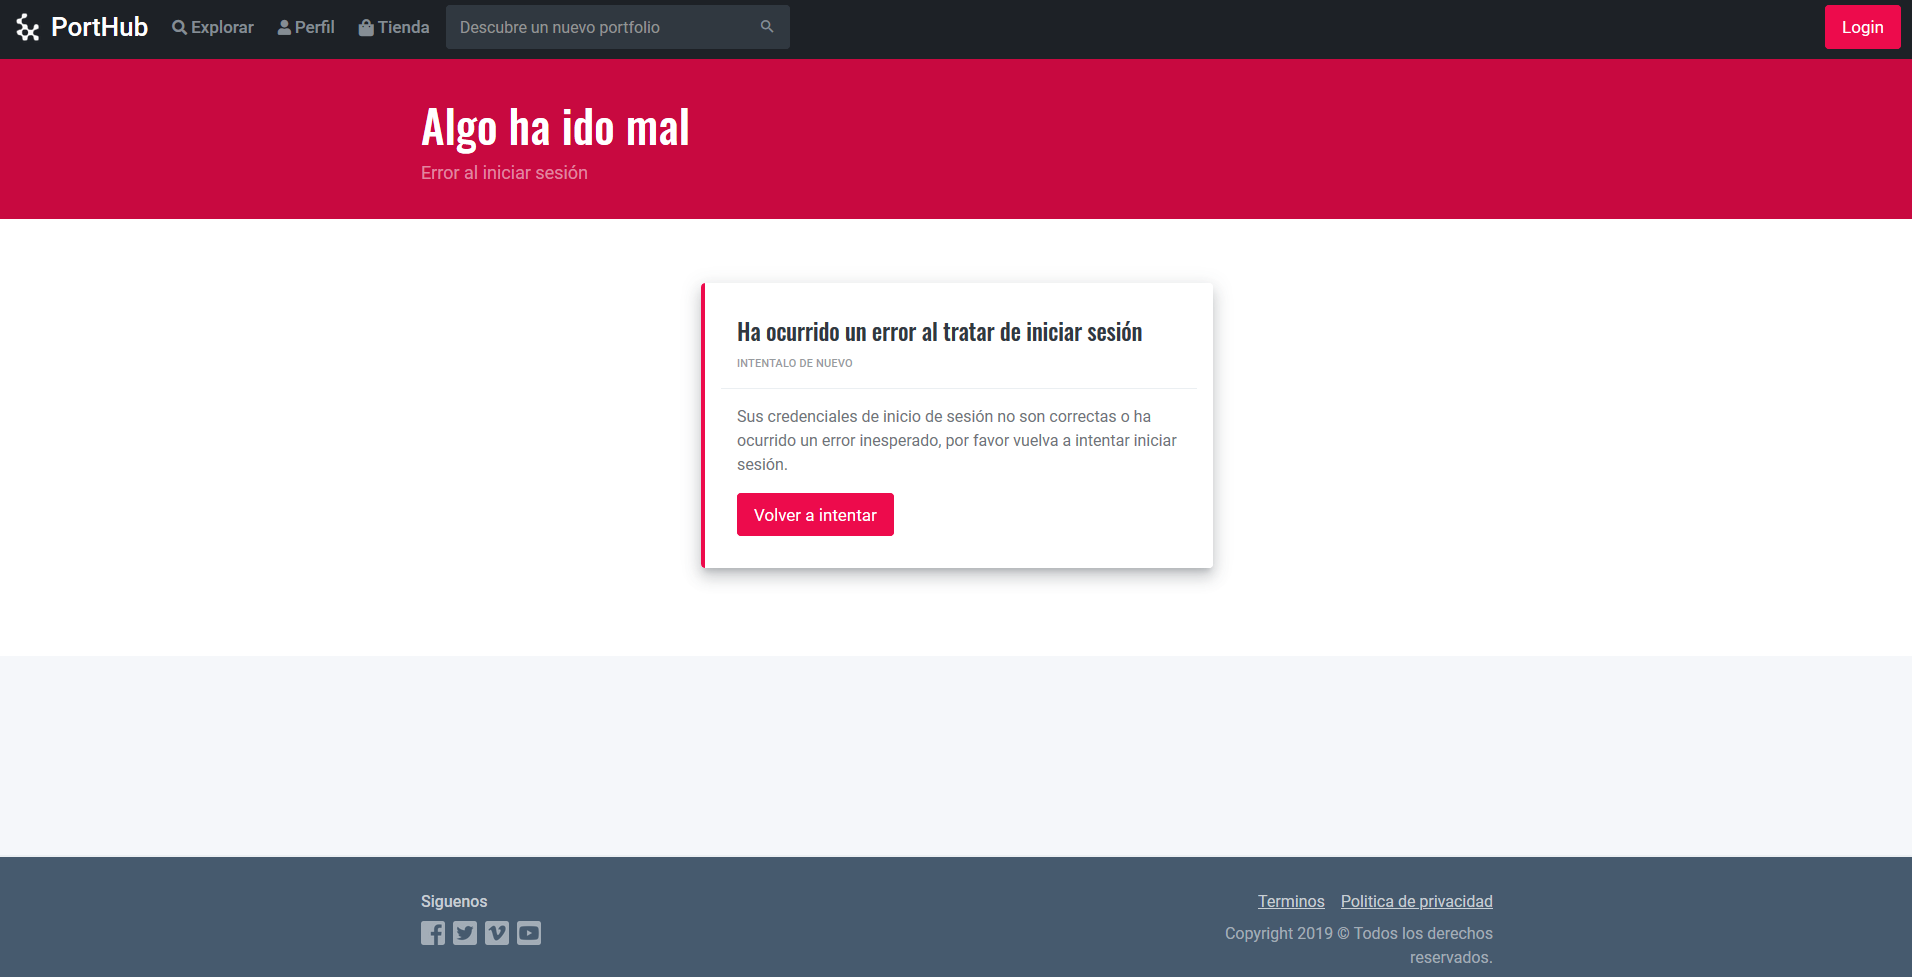 PortHub Explorar Perfil Tienda Descubre un nuevo portfolio Login
Algo ha ido mal
Error al iniciar sesión
Ha ocurrido un error al tratar de iniciar sesión
INTENTALO DE NUEVO
Sus credenciales de inicio de sesión no son correctas o ha
ocurrido un error inesperado, por favor vuelva a intentar iniciar
sesión.
Volver a intentar
Siguenos
Terminos Politica de privacidad
Copyright 2019 © Todos los derechos
reservados.